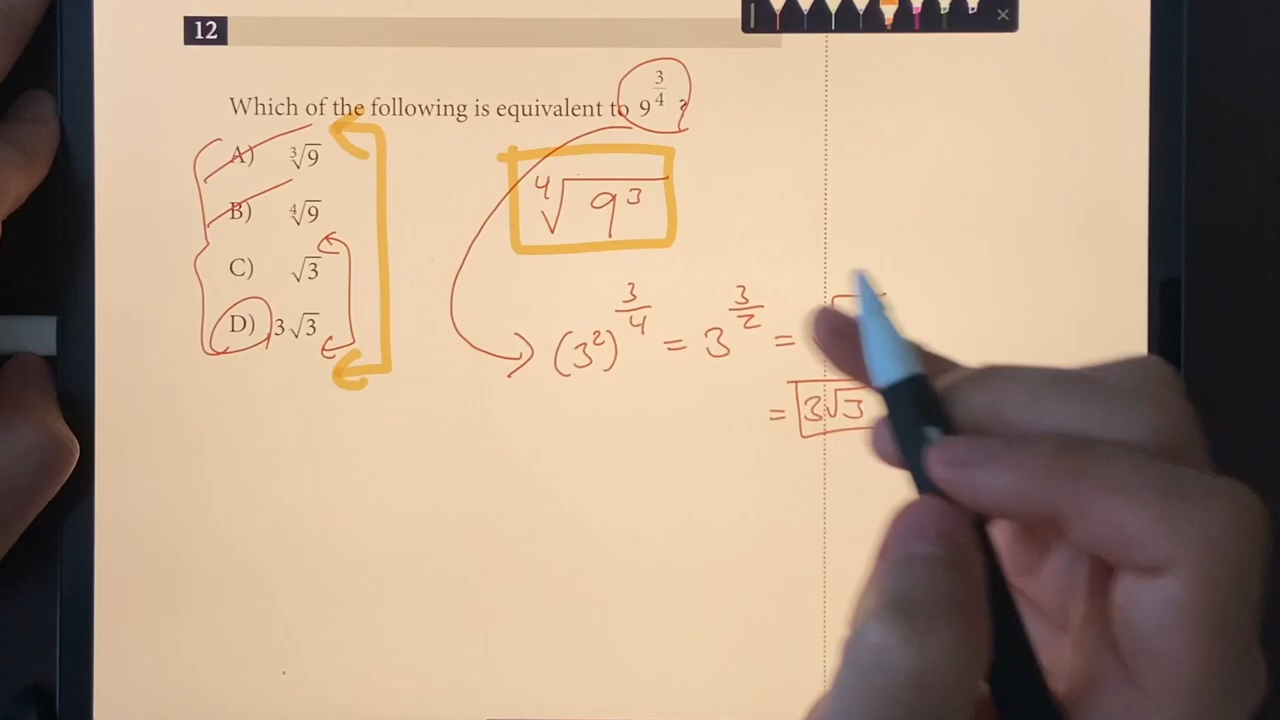 12
Which of the following is equivalent to 9^{3/4} ?
A) ∛9
B) ∜9
C) √3
D) 3√3
∜(9³)
(3²)^{3/4} = 3^{3/2} =
= 3√3